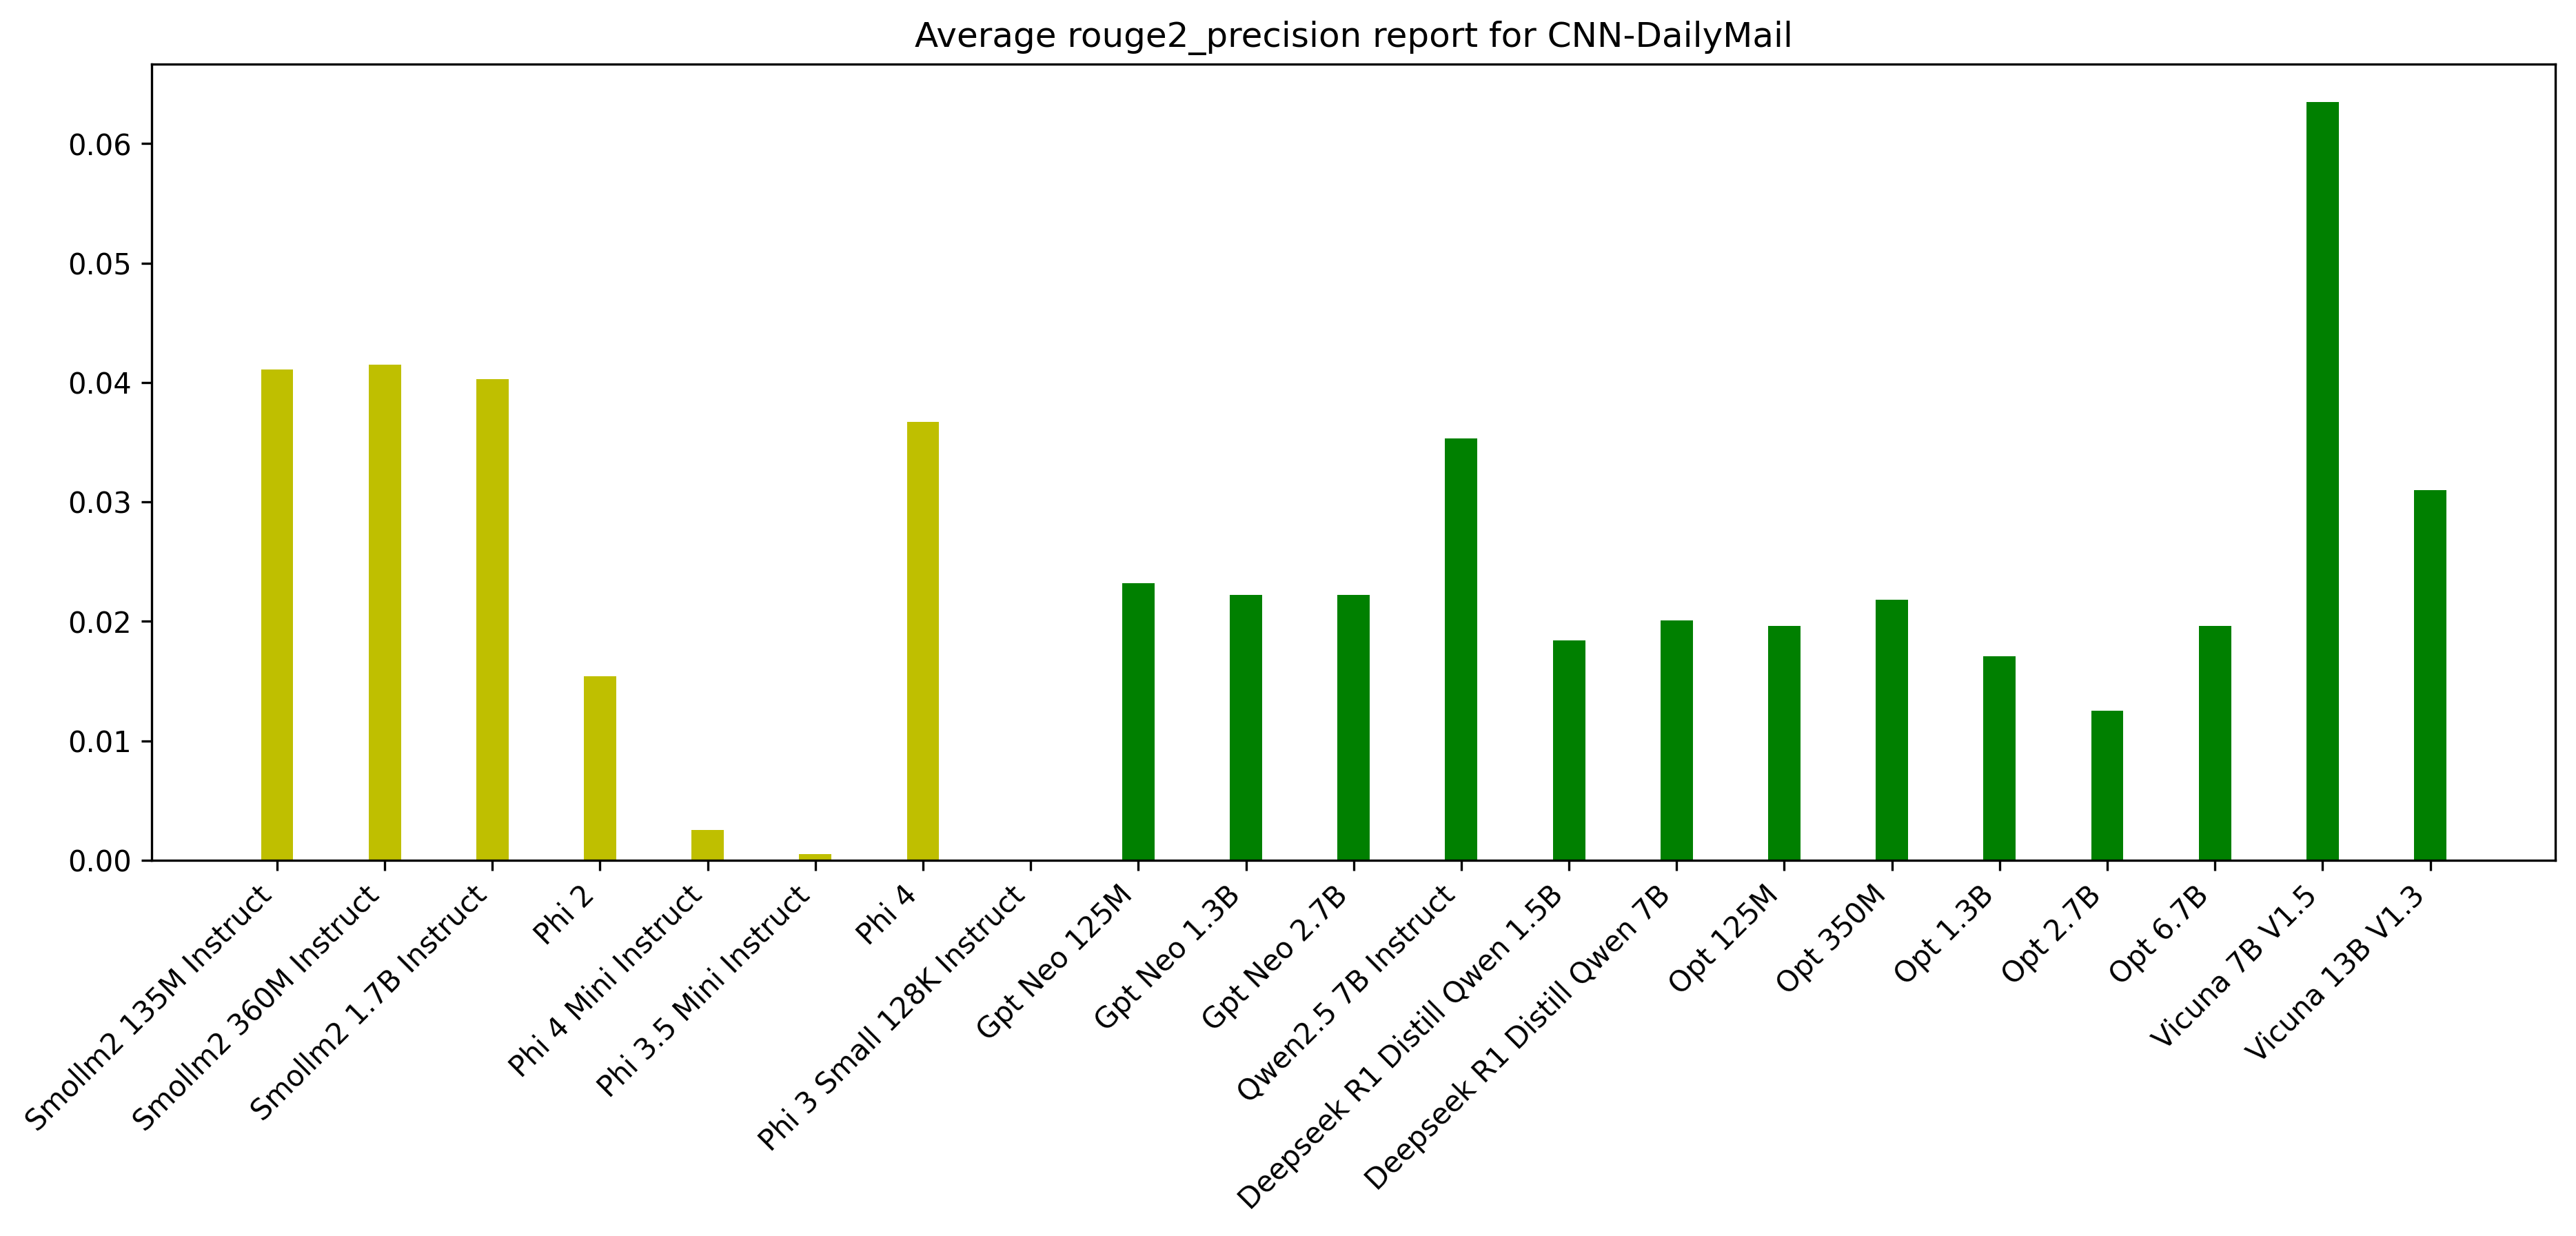 Average rouge2_precision report for CNN-DailyMail
0.06
0.05
0.04
0.03
0.02
0.01
0.00
Smollm2 135M Instruct
Smollm2 360M Instruct
Smollm2 1.7B Instruct
Phi 2
Phi 4 Mini Instruct
Phi 3.5 Mini Instruct
Phi 4
Phi 3 Small 128K Instruct
Gpt Neo 125M
Gpt Neo 1.3B
Gpt Neo 2.7B
Qwen2.5 7B Instruct
Deepseek R1 Distill Qwen 1.5B
Deepseek R1 Distill Qwen 7B
Opt 125M
Opt 350M
Opt 1.3B
Opt 2.7B
Opt 6.7B
Vicuna 7B V1.5
Vicuna 13B V1.3